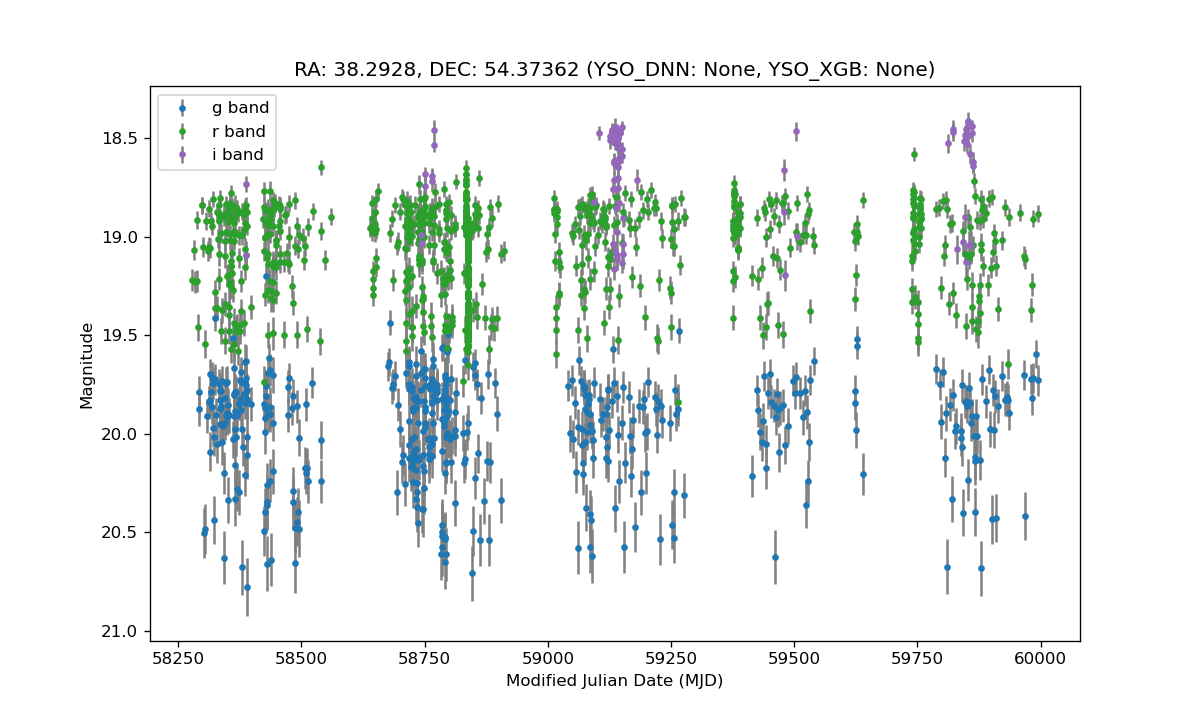 RA: 38.2928, DEC: 54.37362 (YSO_DNN: None, YSO_XGB: None)
g band
r band
i band
18.5
19.0
19.5
20.0
20.5
21.0
Magnitude
58250 58500 58750 59000 59250 59500 59750 60000
Modified Julian Date (MJD)